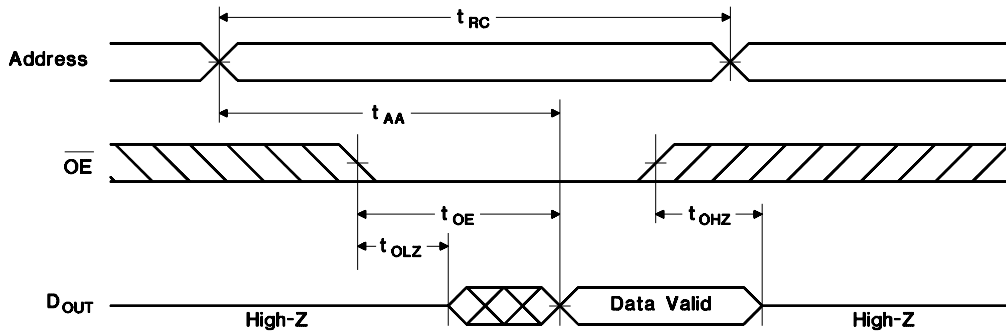 t RC
Address
t AA
OE
t OE
t OHZ
t OLZ
D OUT
Data Valid
High-Z
High-Z